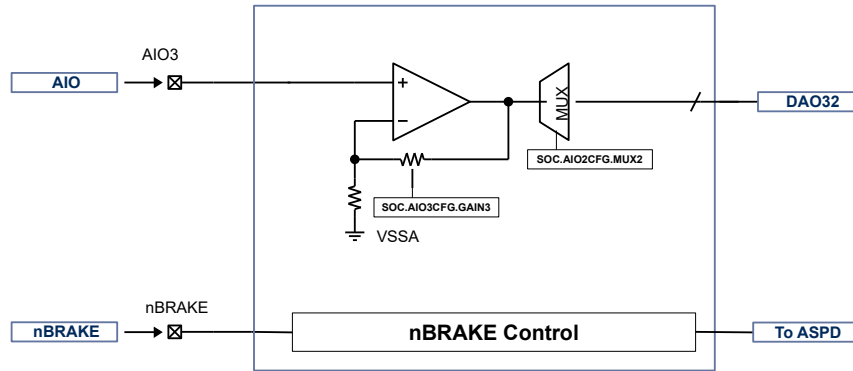 AIO3
AIO
+
−
MUX
DAO32
SOC.AIO2CFG.MUX2
SOC.AIO3CFG.GAIN3
VSSA
nBRAKE
nBRAKE
nBRAKE Control
To ASPD